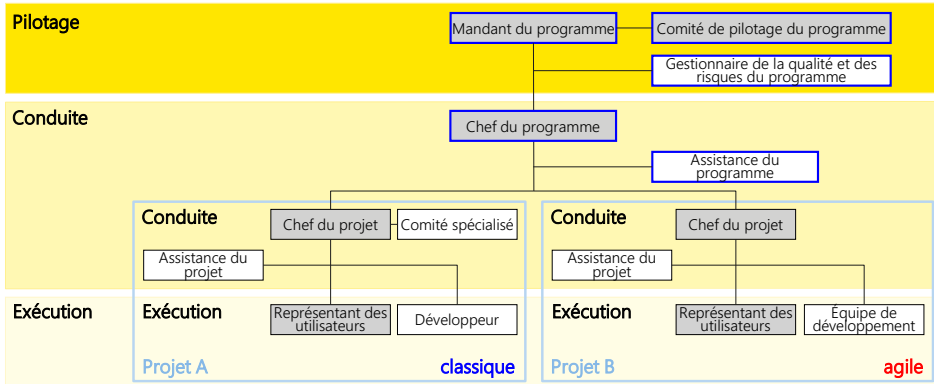 Pilotage
Mandant du programme
Comité de pilotage du programme
Gestionnaire de la qualité et des
risques du programme
Conduite
Chef du programme
Assistance du
programme
Conduite
Chef du projet
Comité spécialisé
Assistance du
projet
Conduite
Chef du projet
Assistance du
projet
Exécution
Exécution
Représentant des
utilisateurs
Développeur
Projet A
classique
Exécution
Représentant des
utilisateurs
Équipe de
développement
Projet B
agile